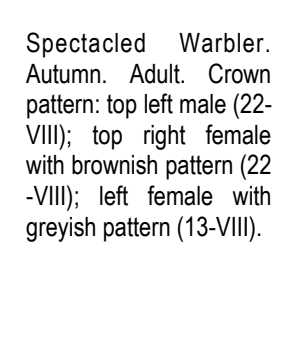 Spectacled Warbler.
Autumn. Adult. Crown
pattern: top left male (22-
VIII); top right female
with brownish pattern (22
-VIII); left female with
greyish pattern (13-VIII).